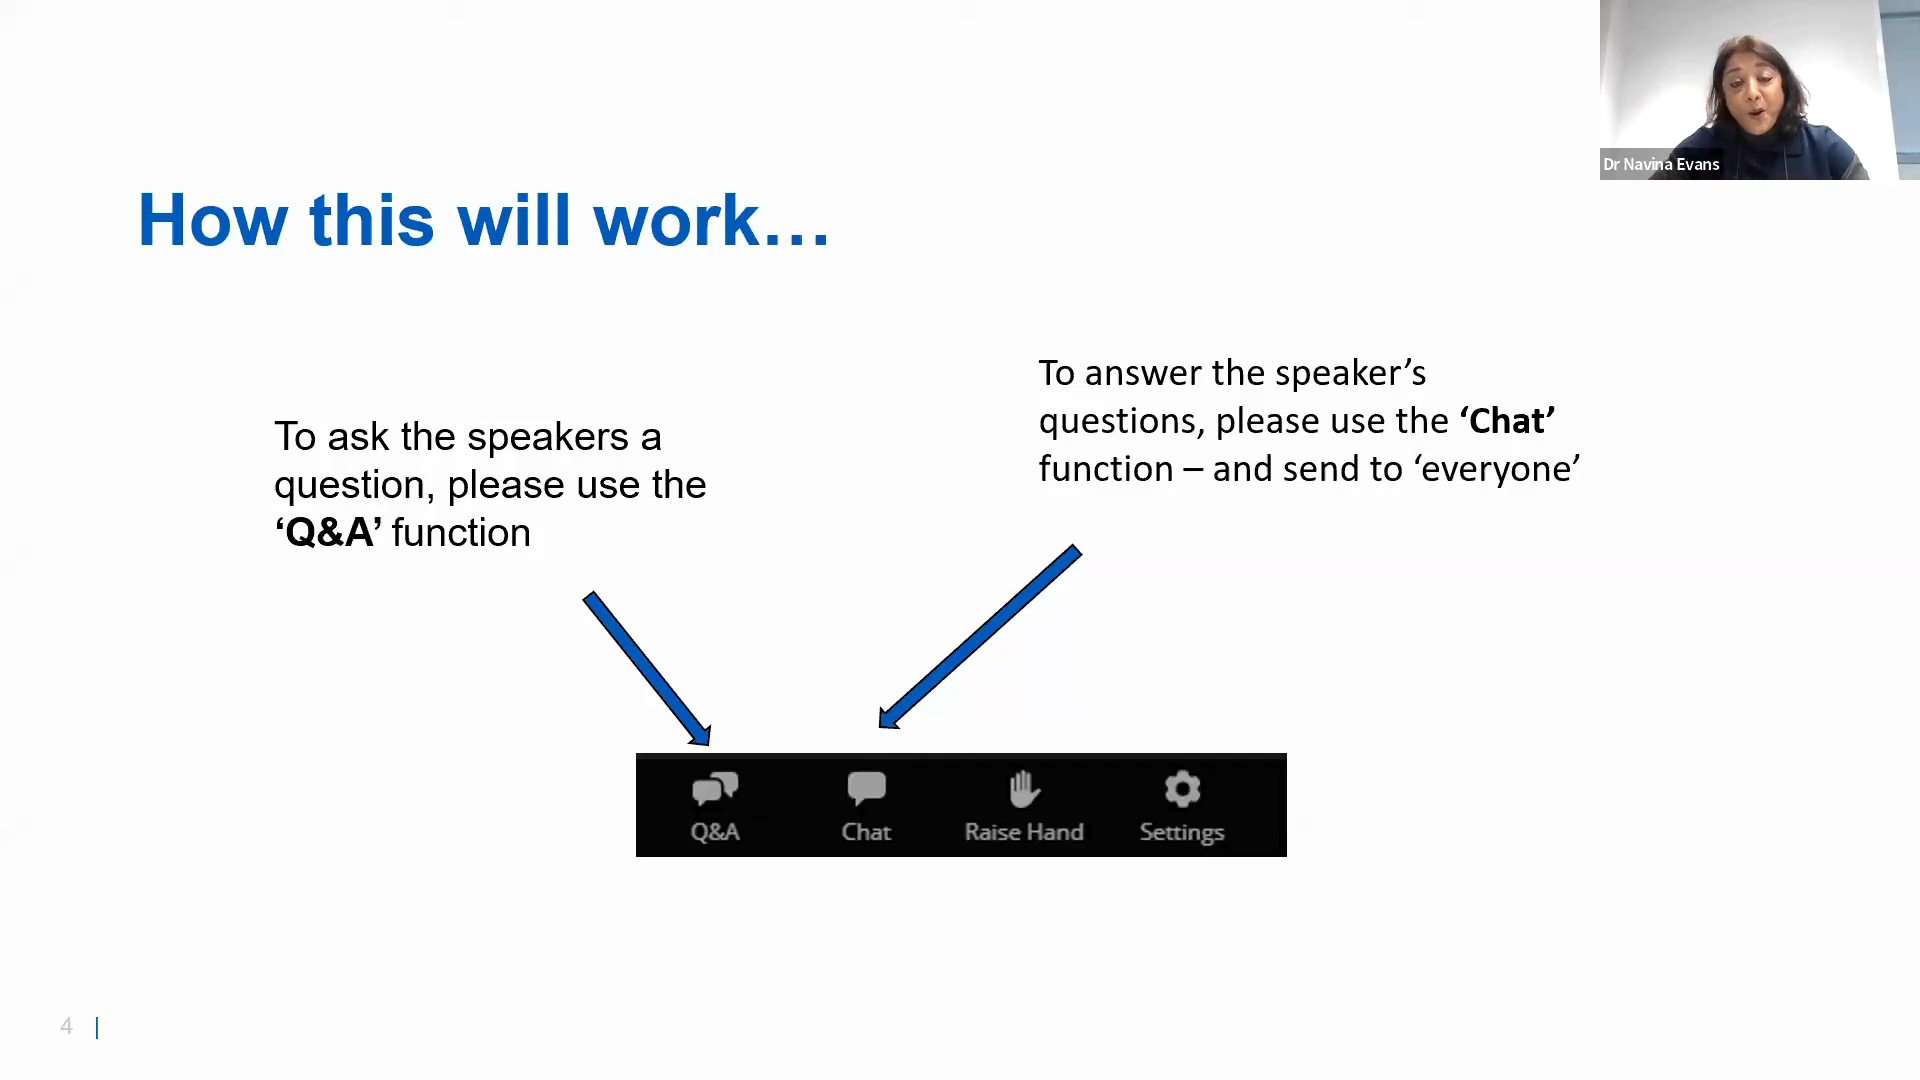 Dr Navina Evans
How this will work…
To ask the speakers a
question, please use the
‘Q&A’ function
To answer the speaker’s
questions, please use the ‘Chat’
function – and send to ‘everyone’
Q&A
Chat
Raise Hand
Settings
4 |